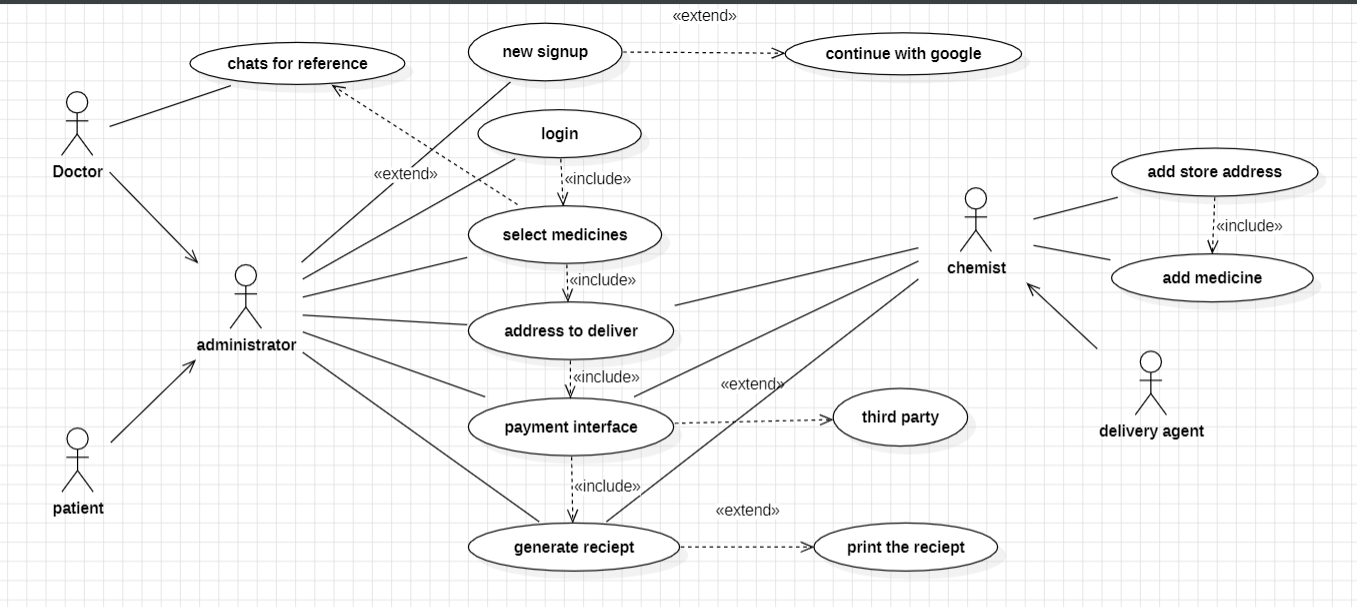 «extend»
new signup
continue with google
chats for reference
login
Doctor
«extend»
«include»
add store address
select medicines
«include»
chemist
add medicine
«include»
address to deliver
administrator
«include»
«extend»
third party
payment interface
delivery agent
«include»
patient
«extend»
generate reciept
print the reciept